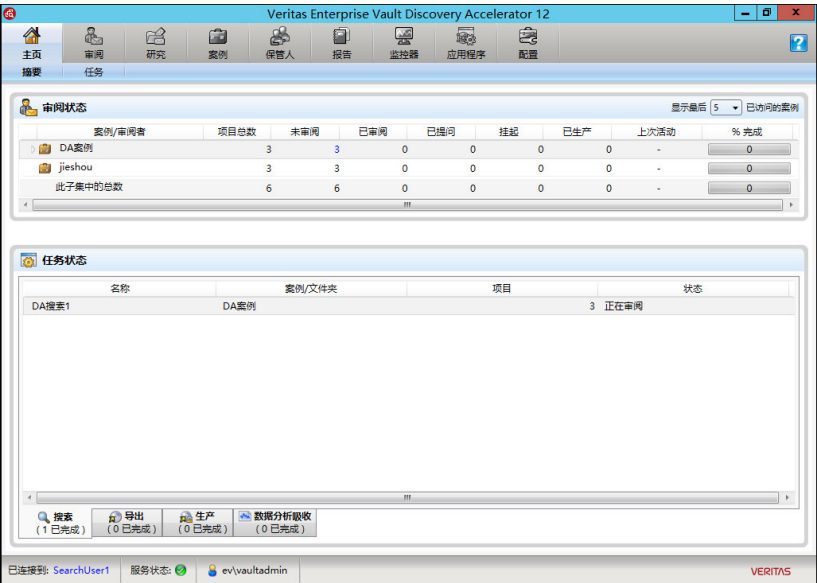 Veritas Enterprise Vault Discovery Accelerator 12
主页 审阅 研究 案例 保管人 报告 监控器 应用程序 配置
摘要 任务
审阅状态 显示最后 5 已访问的案例
案例/审阅者 项目总数 未审阅 已审阅 已提问 挂起 已生产 上次活动 % 完成
DA案例 3 3 0 0 0 0 - 0
jieshou 3 3 0 0 0 0 - 0
此子集中的总数 6 6 0 0 0 0 - 0
任务状态
名称 案例/文件夹 项目 状态
DA搜索1 DA案例 3 正在审阅
搜索 导出 生产 数据分析吸收
(1 已完成) (0 已完成) (0 已完成) (0 已完成)
已连接到: SearchUser1 服务状态: ev\vaultadmin VERITAS